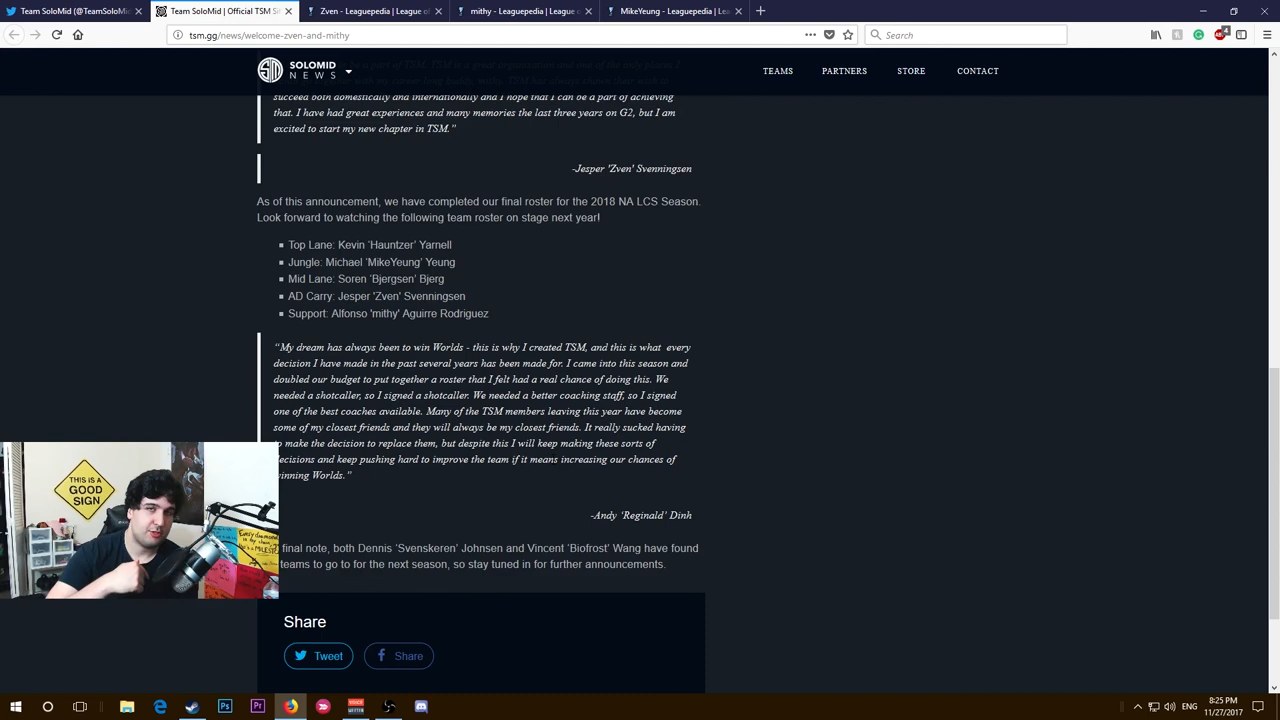 Team SoloMid (@TeamSoloMi
Team SoloMid | Official TSM Si
Zven - Leaguepedia | League of
mithy - Leaguepedia | League o
MikeYeung - Leaguepedia | Lea
tsm.gg/news/welcome-zven-and-mithy
Search
4
SOLOMID
NEWS
TEAMS
PARTNERS
STORE
CONTACT
succeed both domestically and internationally and I hope that I can be a part of achieving
that. I have had great experiences and many memories the last three years on G2, but I am
excited to start my new chapter in TSM.”
-Jesper 'Zven' Svenningsen
As of this announcement, we have completed our final roster for the 2018 NA LCS Season.
Look forward to watching the following team roster on stage next year!
Top Lane: Kevin ‘Hauntzer’ Yarnell
Jungle: Michael ‘MikeYeung’ Yeung
Mid Lane: Soren ‘Bjergsen’ Bjerg
AD Carry: Jesper 'Zven' Svenningsen
Support: Alfonso 'mithy' Aguirre Rodriguez
“My dream has always been to win Worlds - this is why I created TSM, and this is what every
decision I have made in the past several years has been made for. I came into this season and
doubled our budget to put together a roster that I felt had a real chance of doing this. We
needed a shotcaller, so I signed a shotcaller. We needed a better coaching staff, so I signed
one of the best coaches available. Many of the TSM members leaving this year have become
some of my closest friends and they will always be my closest friends. It really sucked having
to make the decision to replace them, but despite this I will keep making these sorts of
decisions and keep pushing hard to improve the team if it means increasing our chances of
winning Worlds.”
-Andy ‘Reginald’ Dinh
final note, both Dennis ‘Svenskeren’ Johnsen and Vincent ‘Biofrost’ Wang have found
teams to go to for the next season, so stay tuned in for further announcements.
THIS IS A
GOOD
SIGN
Share
Tweet
Share
ENG
8:25 PM
11/27/2017